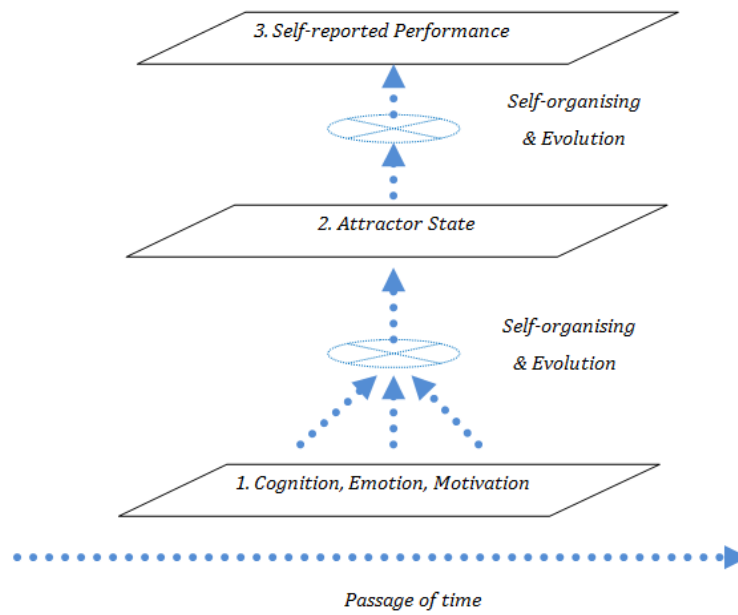 3. Self-reported Performance
Self-organising
& Evolution
2. Attractor State
Self-organising
& Evolution
1. Cognition, Emotion, Motivation
Passage of time